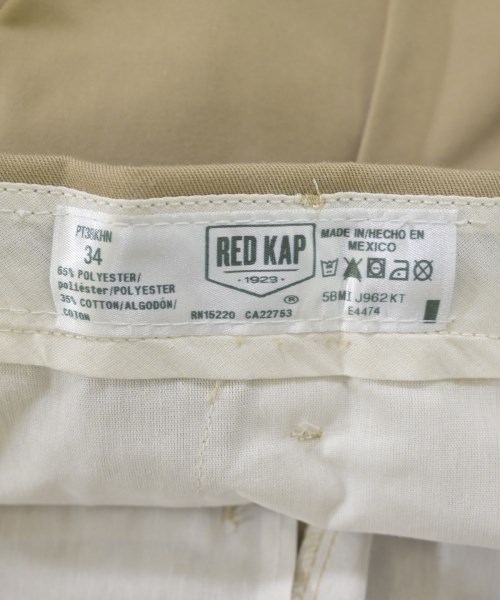 PT38KHN
34
65% POLYESTER/
poliéster/POLYESTER
35% COTTON/ALGODÓN/
COTON
RED KAP
1923
®
RN15220 CA22753
MADE IN/HECHO EN
MEXICO
58MI J962KT
E4474